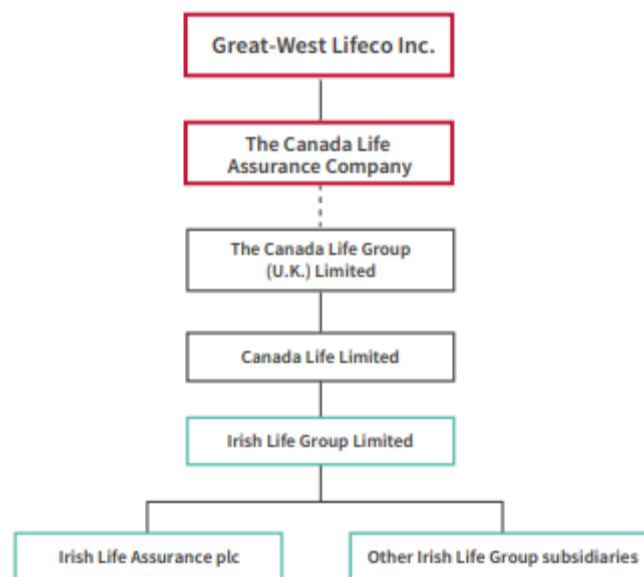 Great-West Lifeco Inc.
The Canada Life
Assurance Company
The Canada Life Group
(U.K.) Limited
Canada Life Limited
Irish Life Group Limited
Irish Life Assurance plc
Other Irish Life Group subsidiaries